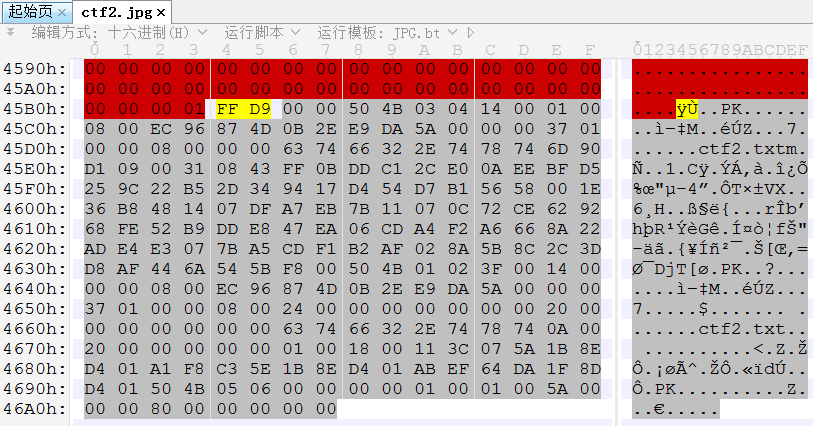 起始页 × ctf2.jpg ×
编辑方式: 十六进制(H) 运行脚本 运行模板: JPG.bt
0 1 2 3 4 5 6 7 8 9 A B C D E F 0123456789ABCDEF
4590h: 00 00 00 00 00 00 00 00 00 00 00 00 00 00 00 00 ................
45A0h: 00 00 00 00 00 00 00 00 00 00 00 00 00 00 00 00 ................
45B0h: 00 00 00 01 FF D9 00 00 50 4B 03 04 14 00 01 00 ....ÿÙ..PK......
45C0h: 08 00 EC 96 87 4D 0B 2E E9 DA 5A 00 00 00 37 01 ..ì–‡M..éÚZ...7.
45D0h: 00 00 08 00 00 00 63 74 66 32 2E 74 78 74 6D 90 ......ctf2.txtm.
45E0h: D1 09 00 31 08 43 FF 0B DD C1 2C E0 0A EE BF D5 Ñ..1.Cÿ.ÝÁ,à.î¿Õ
45F0h: 25 9C 22 B5 2D 34 94 17 D4 54 D7 B1 56 58 00 1E %œ"µ-4”.ÔT×±VX..
4600h: 36 B8 48 14 07 DF A7 EB 7B 11 07 0C 72 CE 62 92 6¸H..ß§ë{...rÎb’
4610h: 68 FE 52 B9 DD E8 47 EA 06 CD A4 F2 A6 66 8A 22 hþR¹ÝèGê.Í¤ò¦fŠ"
4620h: AD E4 E3 07 7B A5 CD F1 B2 AF 02 8A 5B 8C 2C 3D -äã.{¥Íñ²¯.Š[Œ,=
4630h: D8 AF 44 6A 54 5B F8 00 50 4B 01 02 3F 00 14 00 Ø¯DjT[ø.PK..?...
4640h: 00 00 08 00 EC 96 87 4D 0B 2E E9 DA 5A 00 00 00 ....ì–‡M..éÚZ...
4650h: 37 01 00 00 08 00 24 00 00 00 00 00 00 00 20 00 7.....$....... .
4660h: 00 00 00 00 00 00 63 74 66 32 2E 74 78 74 0A 00 ......ctf2.txt..
4670h: 20 00 00 00 00 00 01 00 18 00 11 3C 07 5A 1B 8E ...........<.Z.Ž
4680h: D4 01 A1 F8 C3 5E 1B 8E D4 01 AB EF 64 DA 1F 8D Ô.¡øÃ^.ŽÔ.«ïdÚ..
4690h: D4 01 50 4B 05 06 00 00 00 00 01 00 01 00 5A 00 Ô.PK..........Z.
46A0h: 00 00 80 00 00 00 00 00 ..€.....